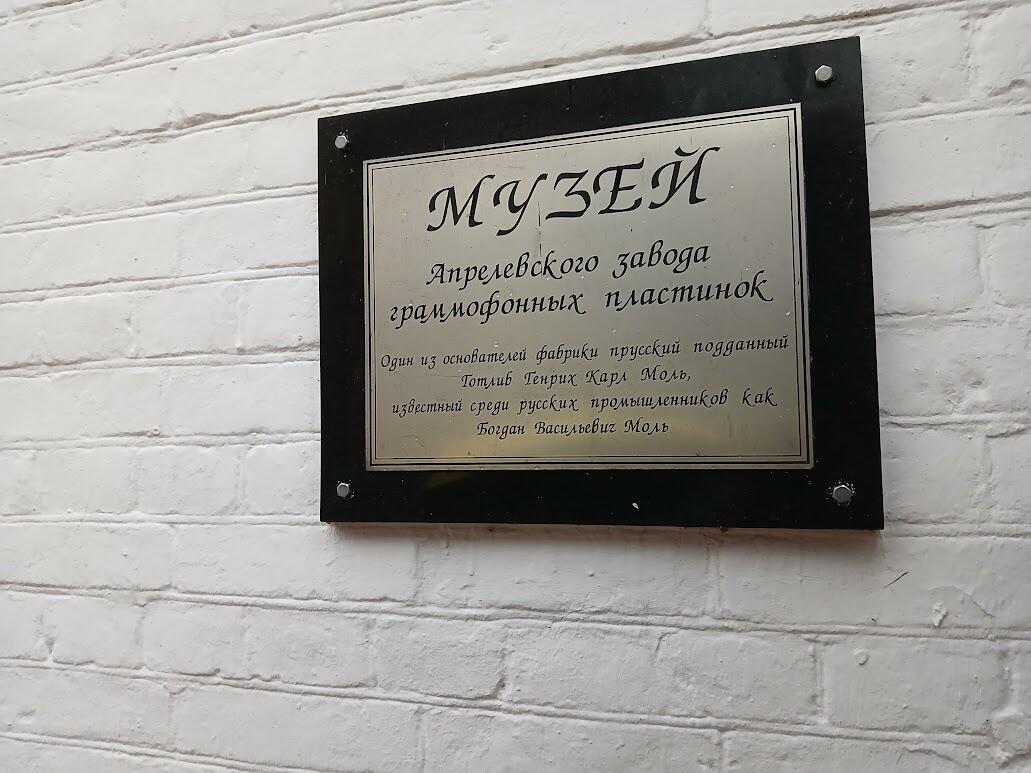 МУЗЕЙ
Апрелевского завода
граммофонных пластинок
Один из основателей фабрики прусский подданный
Готлиб Генрих Карл Моль,
известный среди русских промышленников как
Богдан Васильевич Моль